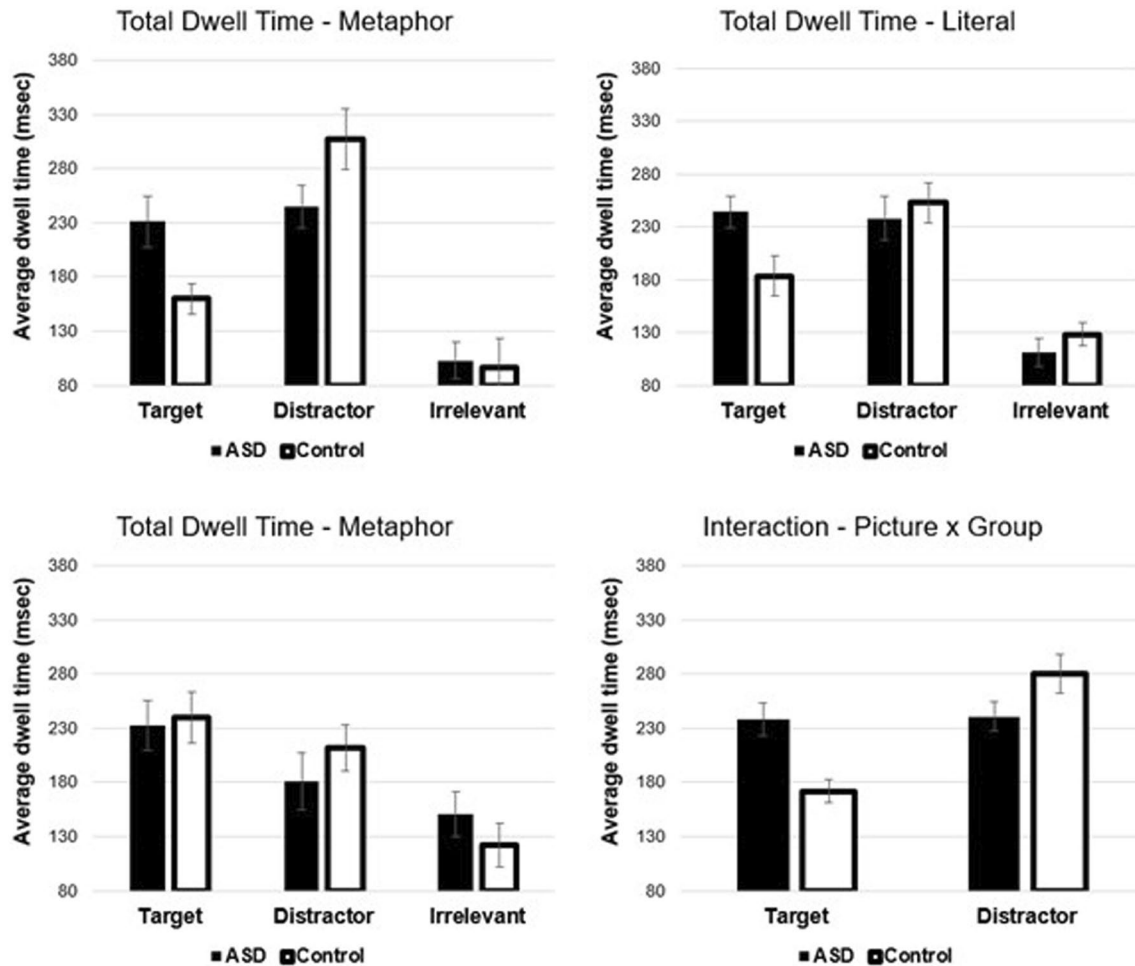 Total Dwell Time - Metaphor
Average dwell time (msec)
380
330
280
230
180
130
80
Target Distractor Irrelevant
ASD Control
Total Dwell Time - Literal
Average dwell time (msec)
380
330
280
230
180
130
80
Target Distractor Irrelevant
ASD Control
Total Dwell Time - Metaphor
Average dwell time (msec)
380
330
280
230
180
130
80
Target Distractor Irrelevant
ASD Control
Interaction - Picture x Group
Average dwell time (msec)
380
330
280
230
180
130
80
Target Distractor
ASD Control